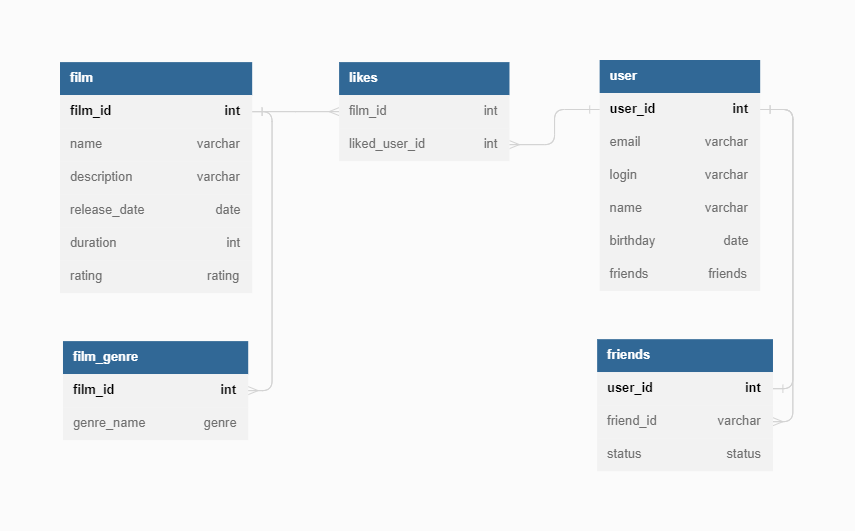 film
film_id int
name varchar
description varchar
release_date date
duration int
rating rating
likes
film_id int
liked_user_id int
user
user_id int
email varchar
login varchar
name varchar
birthday date
friends friends
film_genre
film_id int
genre_name genre
friends
user_id int
friend_id varchar
status status